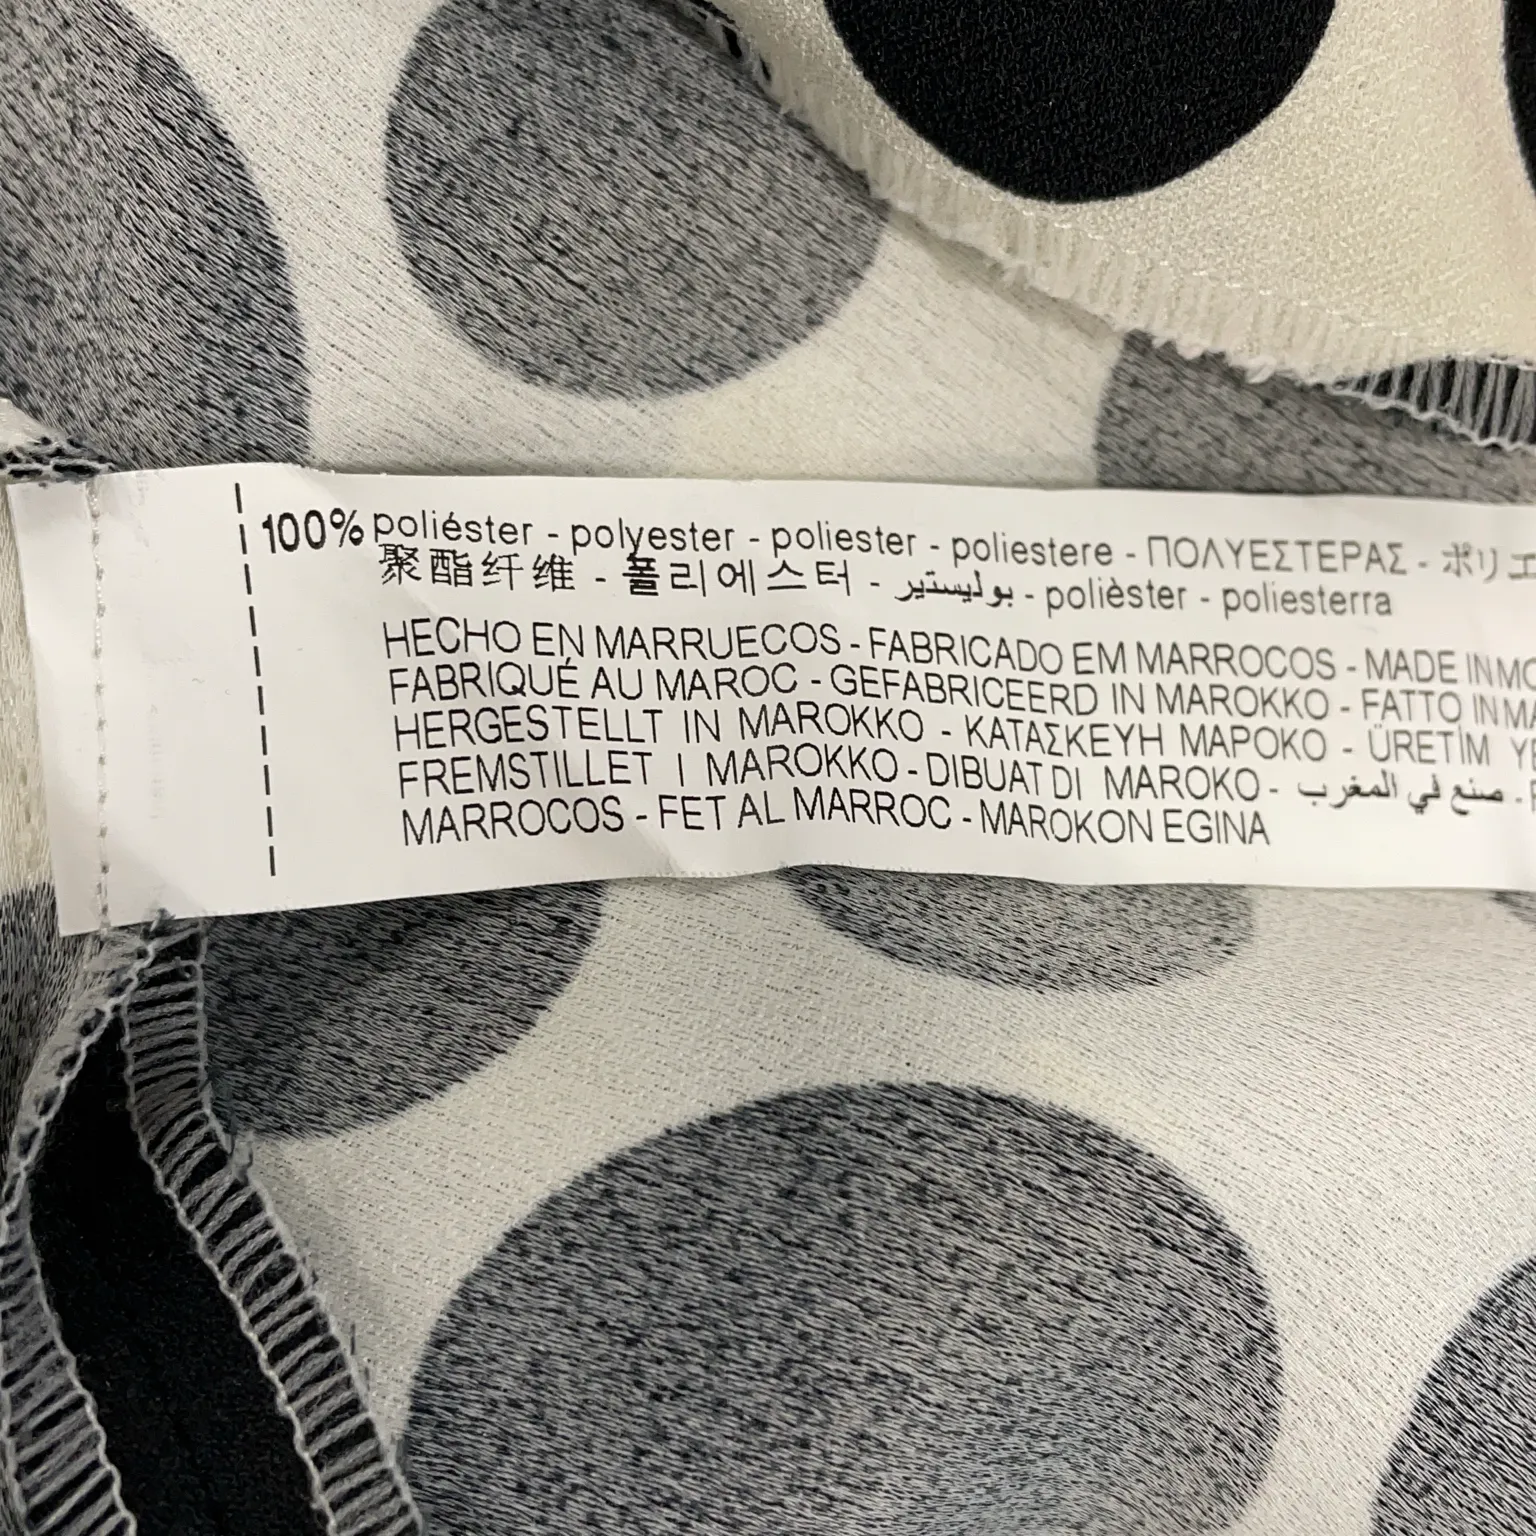 100% poliéster - polyester - poliester - poliestere - ΠΟΛΥΕΣΤΕΡΑΣ - ポリエ
聚酯纤维 - 폴리에스터 - بوليستير - polièster - poliesterra
HECHO EN MARRUECOS - FABRICADO EM MARROCOS - MADE IN
FABRIQUÉ AU MAROC - GEFABRICEERD IN MAROKKO - FATTO IN
HERGESTELLT IN MAROKKO - ΚΑΤΑΣΚΕΥΗ ΜΑΡΟΚΟ - ÜRETİM
FREMSTILLET I MAROKKO - DIBUAT DI MAROKO - صنع في المغرب -
MARROCOS - FET AL MARROC - MAROKON EGINA